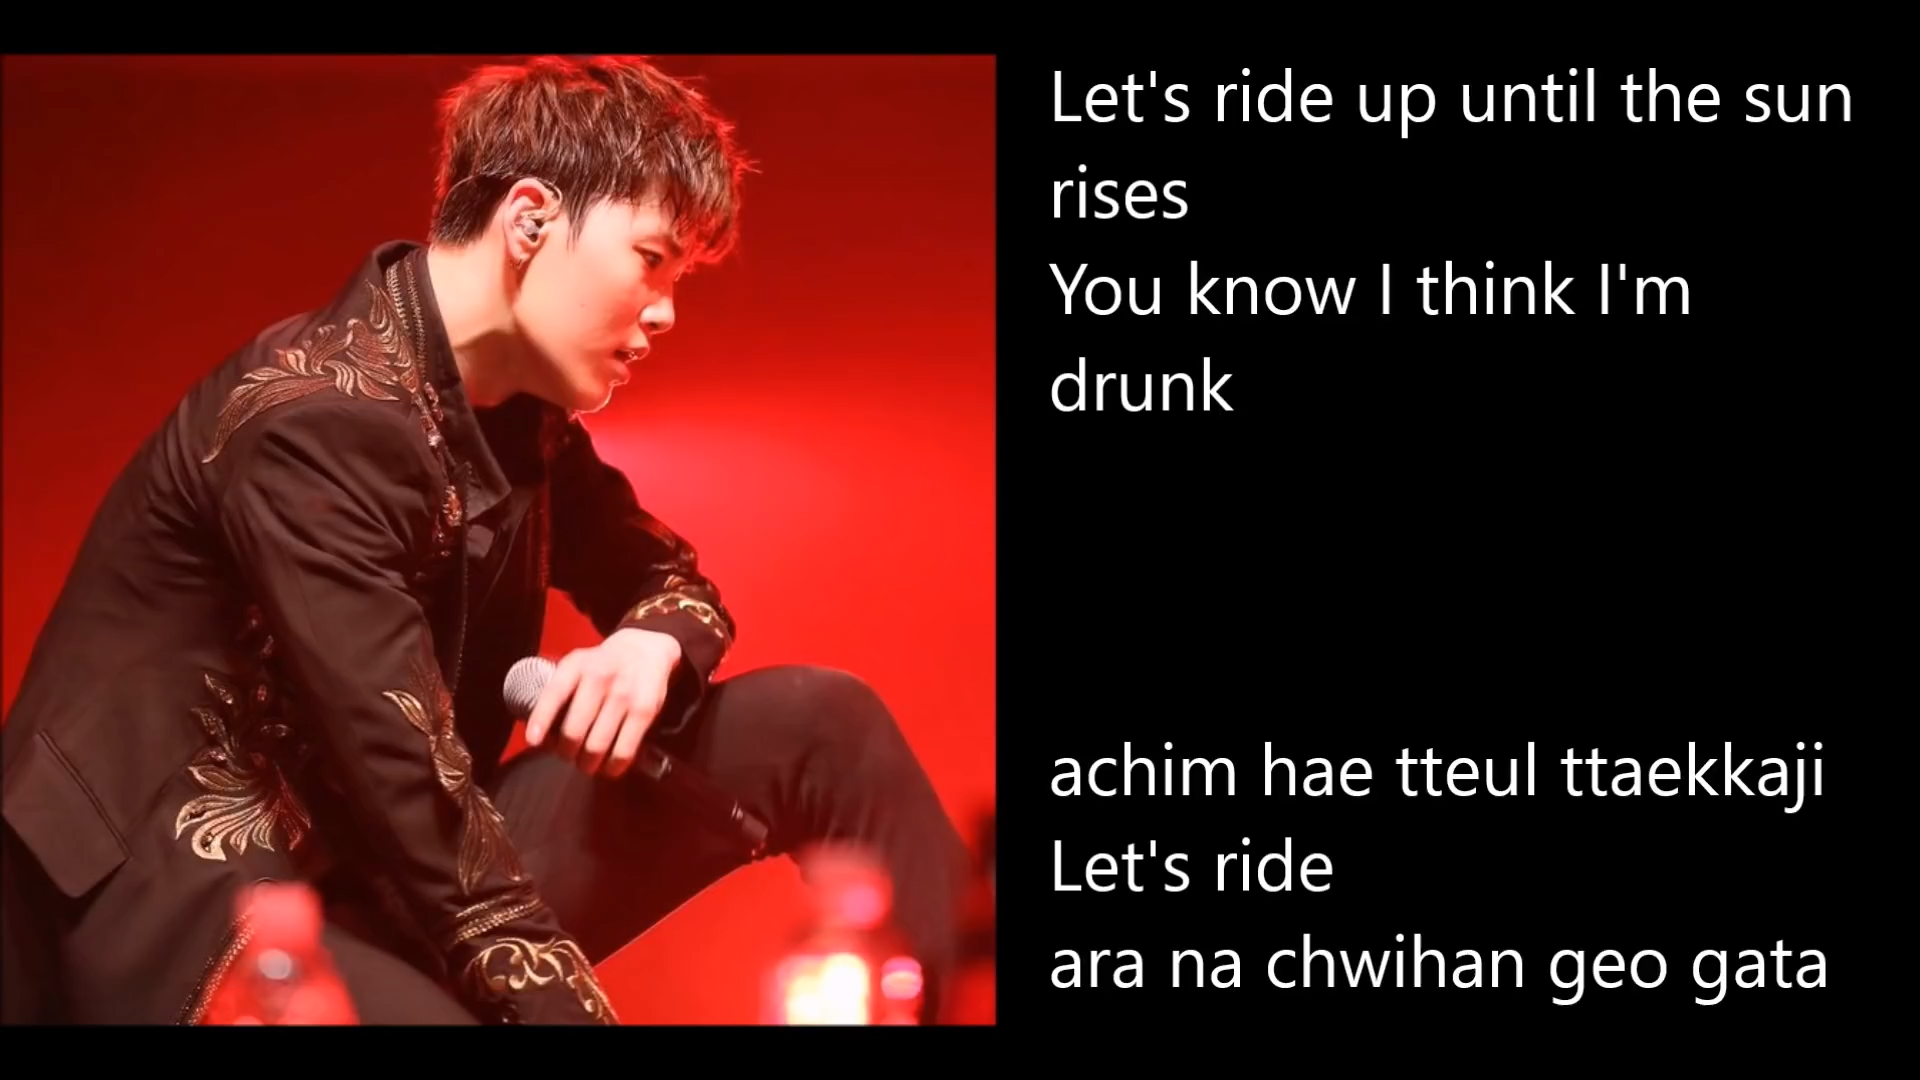 Let's ride up until the sun
rises
You know I think I'm
drunk
achim hae tteul ttaekkaji
Let's ride
ara na chwihan geo gata